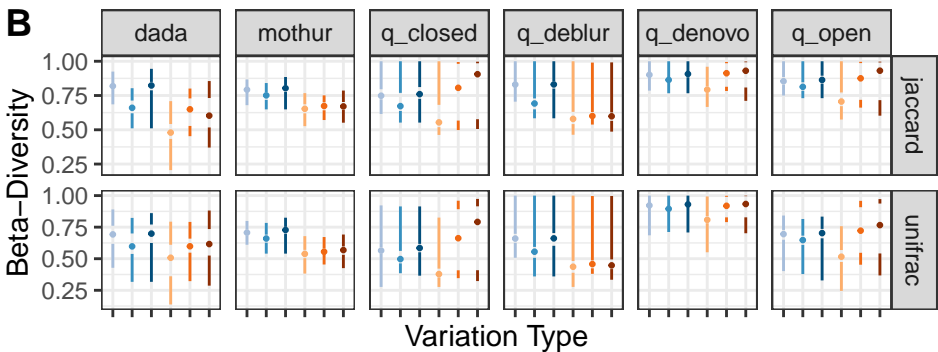 B
dada mothur q_closed q_deblur q_denovo q_open
Beta−Diversity
1.00
0.75
0.50
0.25
jaccard
1.00
0.75
0.50
0.25
unifrac
Variation Type